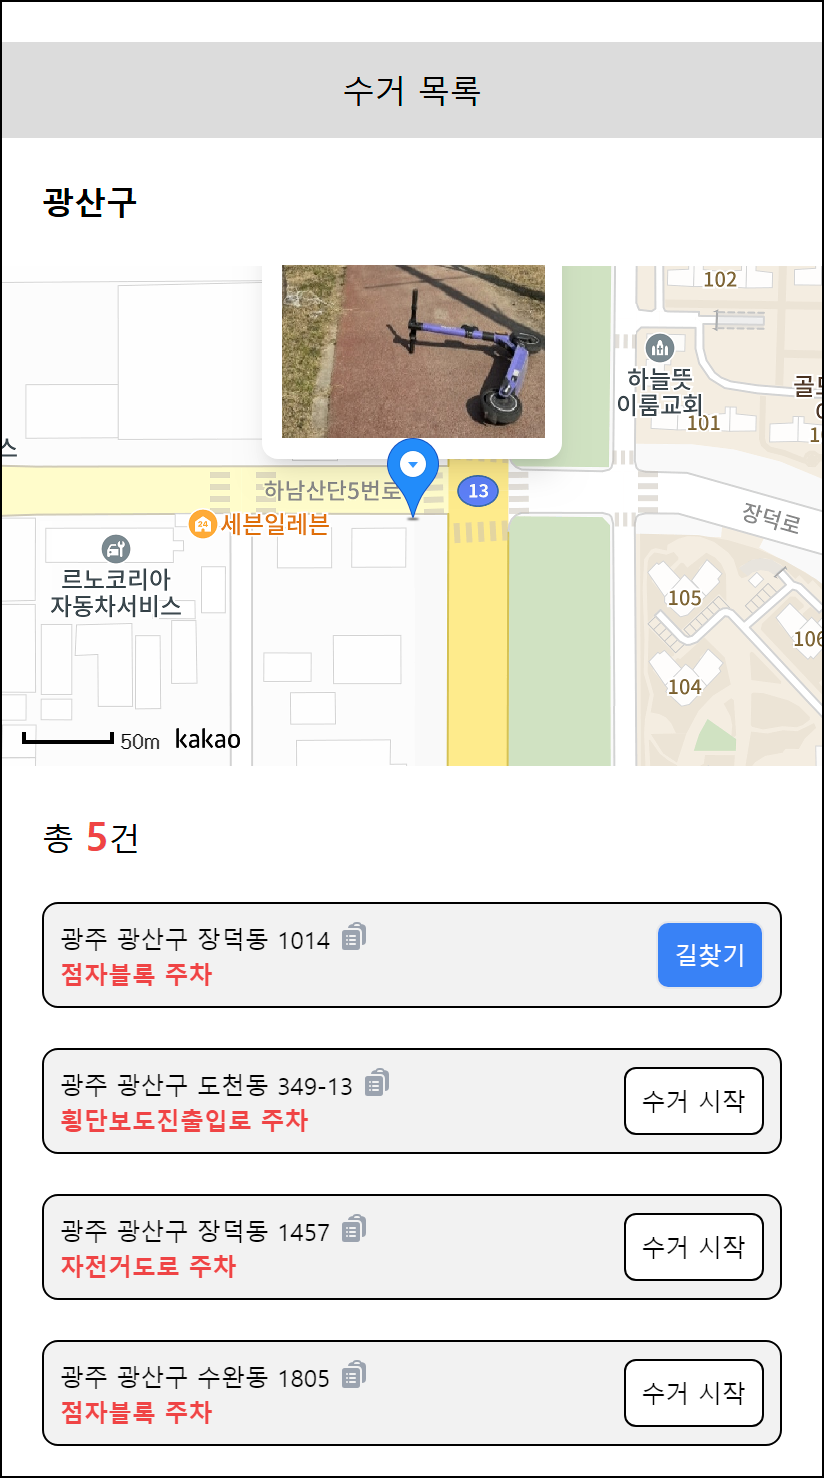 수거 목록
광산구
102
하늘뜻
이룸교회
101
스
하남산단5번로
13
장덕로
24
세븐일레븐
르노코리아
자동차서비스
105
106
104
50m
kakao
총 5건
광주 광산구 장덕동 1014
점자블록 주차
길찾기
광주 광산구 도천동 349-13
횡단보도진출입로 주차
수거 시작
광주 광산구 장덕동 1457
자전거도로 주차
수거 시작
광주 광산구 수완동 1805
점자블록 주차
수거 시작